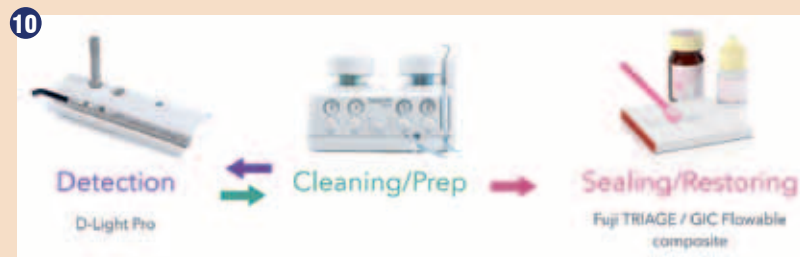 10
Detection
Cleaning/Prep
Sealing/Restoring
D-Light Pro
Fuji TRIAGE / GIC Flowable
composite